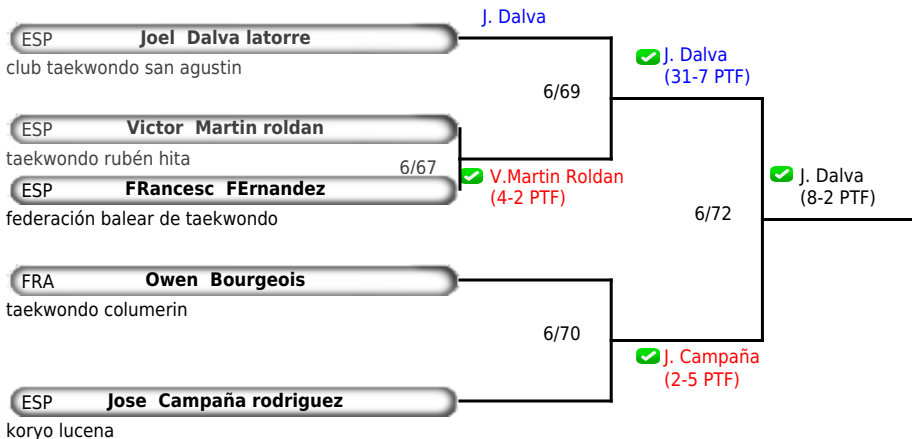 J. Dalva
ESP Joel Dalva latorre
club taekwondo san agustin
J. Dalva
(31-7 PTF)
6/69
ESP Victor Martin roldan
taekwondo rubén hita
6/67
V.Martin Roldan
(4-2 PTF)
ESP FRancesc FErnandez
federación balear de taekwondo
J. Dalva
(8-2 PTF)
6/72
FRA Owen Bourgeois
taekwondo columerin
6/70
J. Campaña
(2-5 PTF)
ESP Jose Campaña rodriguez
koryo lucena